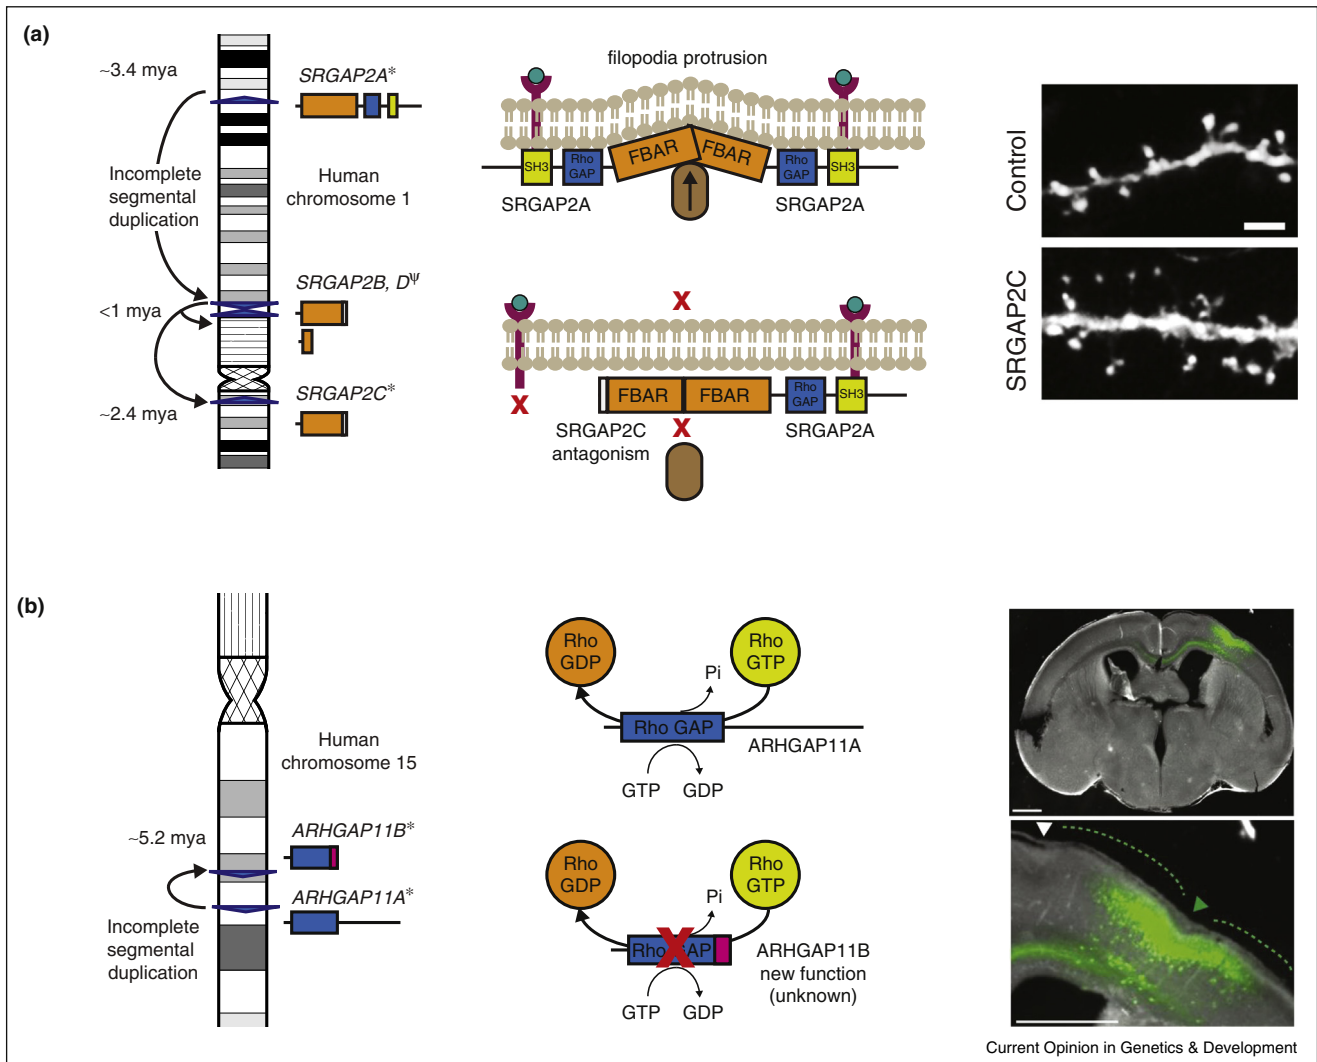 (a)
~3.4 mya
SRGAP2A*
Incomplete
segmental
duplication
Human
chromosome 1
<1 mya
SRGAP2B, Dψ
~2.4 mya
SRGAP2C*
filopodia protrusion
SH3
Rho
GAP
FBAR
FBAR
Rho
GAP
SH3
SRGAP2A
SRGAP2A
X
X
FBAR
FBAR
Rho
GAP
SH3
SRGAP2C
antagonism
X
SRGAP2A
Control
SRGAP2C
(b)
Human
chromosome 15
~5.2 mya
ARHGAP11B*
ARHGAP11A*
Incomplete
segmental
duplication
Rho
GDP
Rho
GTP
Pi
Rho GAP
ARHGAP11A
GTP
GDP
Rho
GDP
Rho
GTP
Pi
Rho GAP
X
ARHGAP11B
new function
(unknown)
GTP
GDP
Current Opinion in Genetics & Development